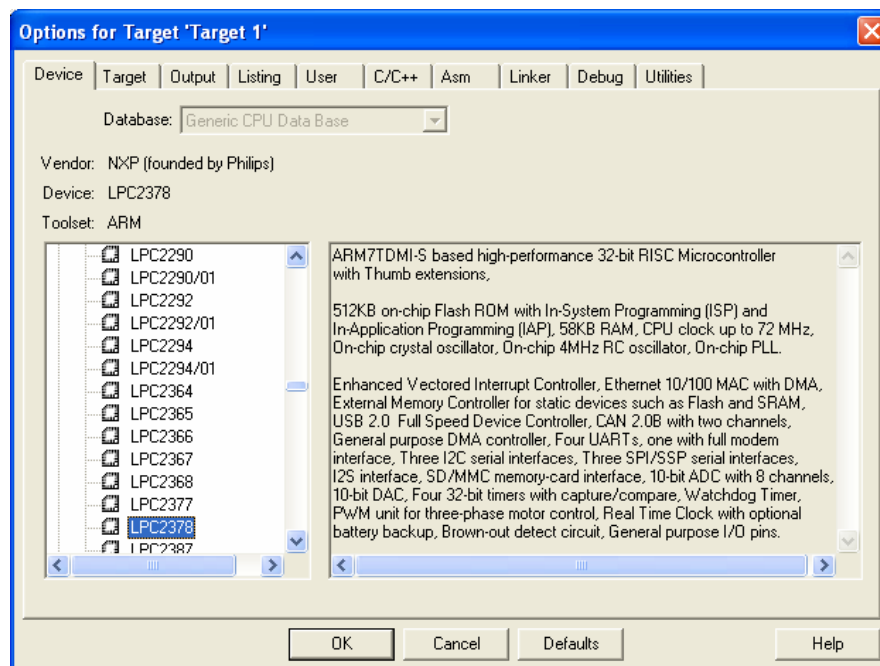 Options for Target 'Target 1'
Device Target Output Listing User C/C++ Asm Linker Debug Utilities
Database: Generic CPU Data Base
Vendor: NXP (founded by Philips)
Device: LPC2378
Toolset: ARM
LPC2290
LPC2290/01
LPC2292
LPC2292/01
LPC2294
LPC2294/01
LPC2364
LPC2365
LPC2366
LPC2367
LPC2368
LPC2377
LPC2378
LPC2387
ARM7TDMI-S based high-performance 32-bit RISC Microcontroller
with Thumb extensions,
512KB on-chip Flash ROM with In-System Programming (ISP) and
In-Application Programming (IAP), 58KB RAM, CPU clock up to 72 MHz,
On-chip crystal oscillator, On-chip 4MHz RC oscillator, On-chip PLL.
Enhanced Vectored Interrupt Controller, Ethernet 10/100 MAC with DMA,
External Memory Controller for static devices such as Flash and SRAM,
USB 2.0 Full Speed Device Controller, CAN 2.0B with two channels,
General purpose DMA controller, Four UARTs, one with full modem
interface, Three I2C serial interfaces, Three SPI/SSP serial interfaces,
I2S interface, SD/MMC memory-card interface, 10-bit ADC with 8 channels,
10-bit DAC, Four 32-bit timers with capture/compare, Watchdog Timer,
PWM unit for three-phase motor control, Real Time Clock with optional
battery backup, Brown-out detect circuit, General purpose I/O pins.
OK Cancel Defaults Help